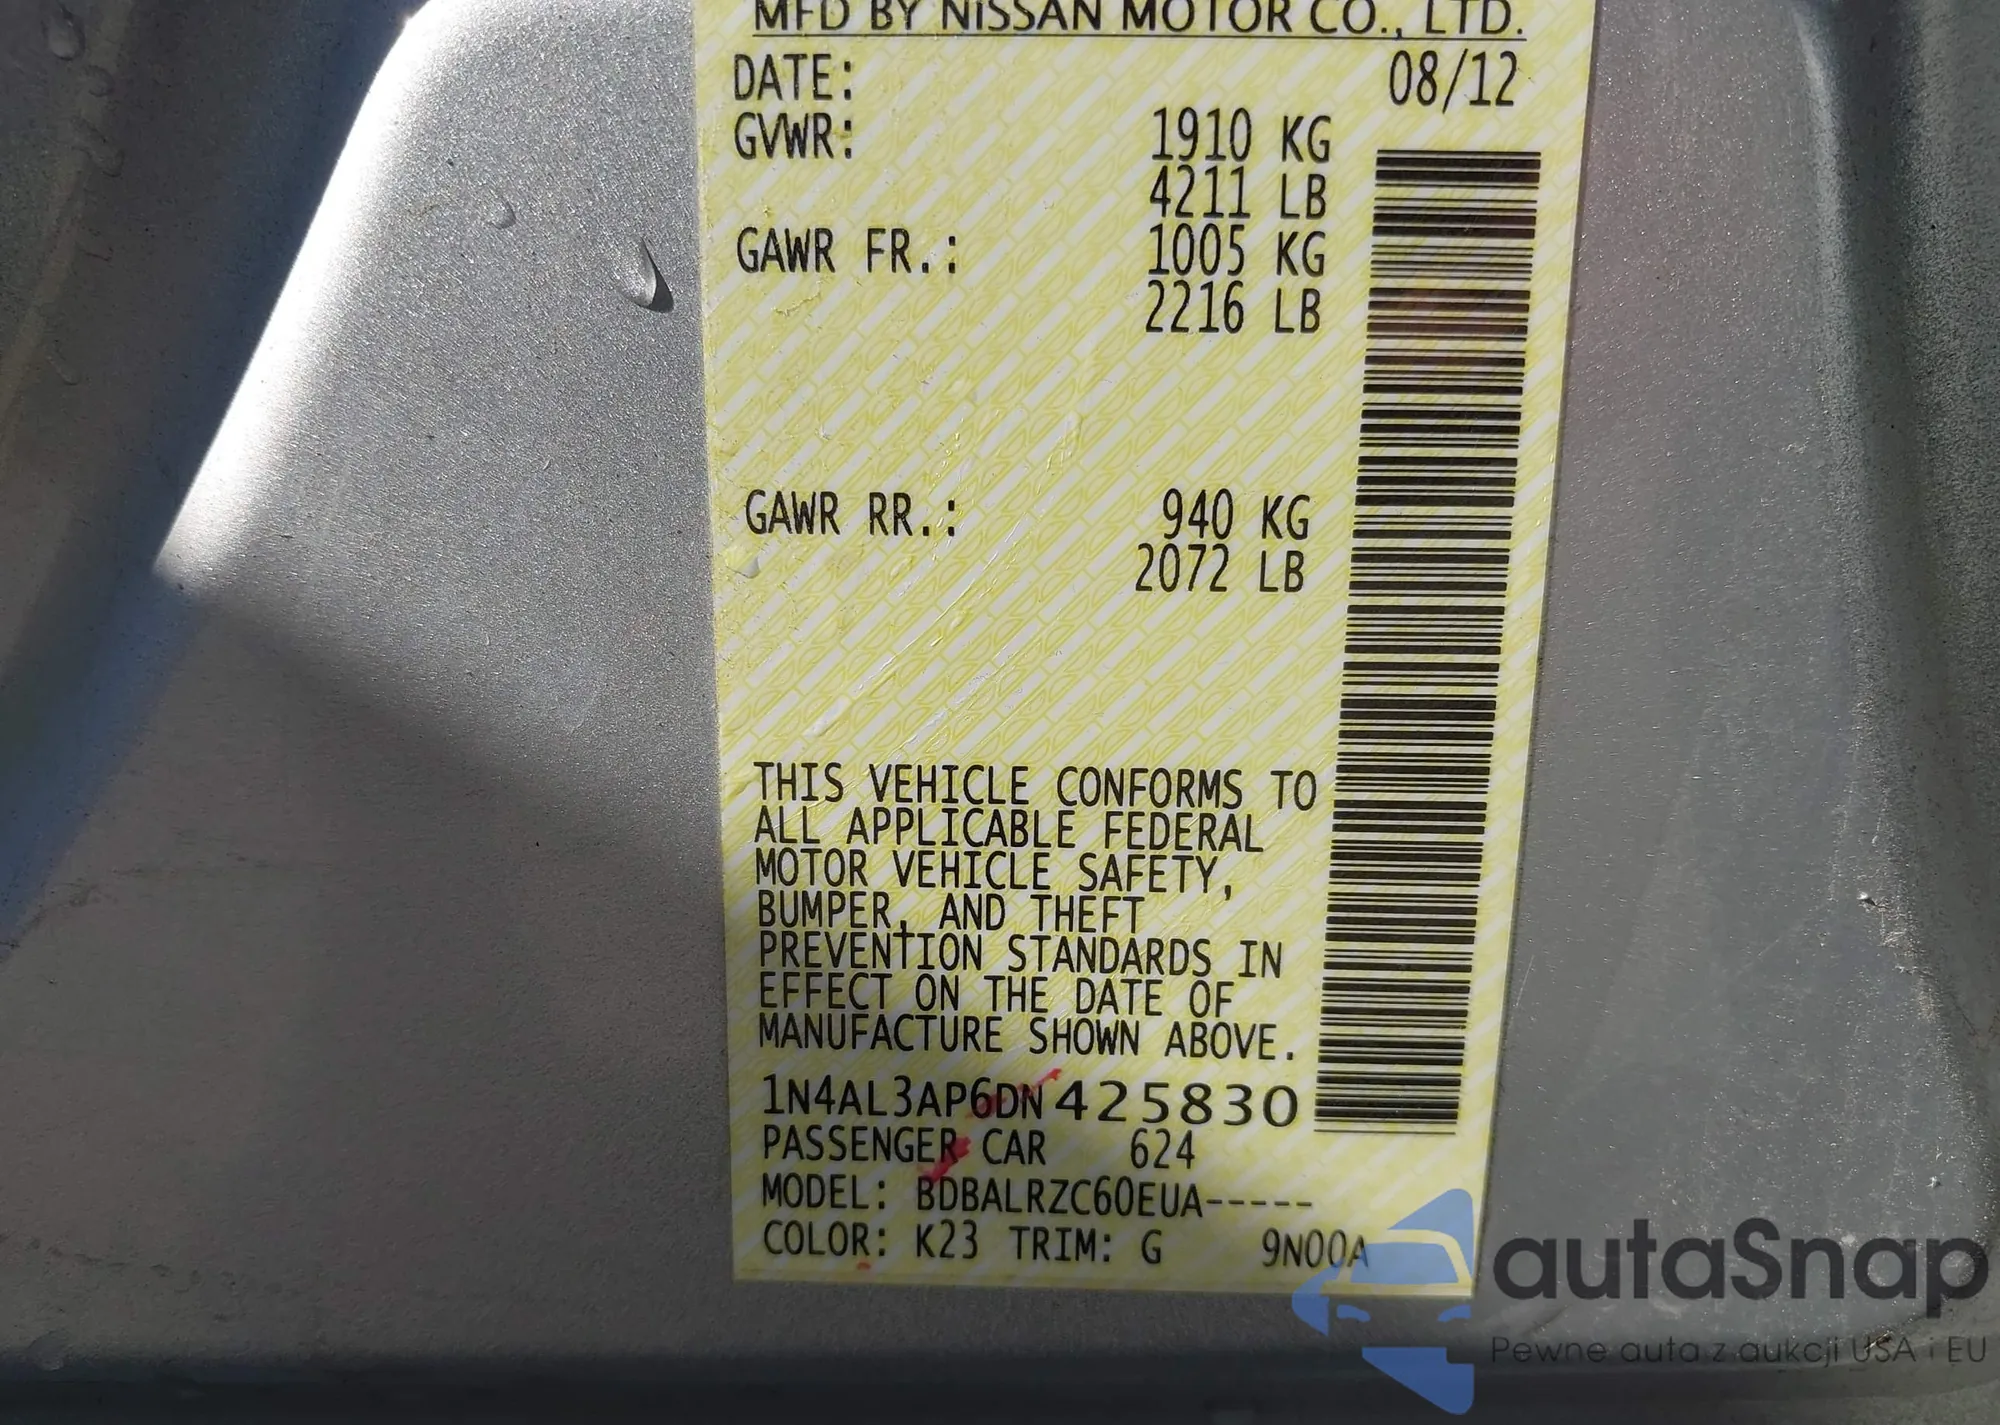 MFD BY NISSAN MOTOR CO., LTD.
DATE: 08/12
GVWR: 1910 KG
4211 LB
GAWR FR.: 1005 KG
2216 LB
GAWR RR.: 940 KG
2072 LB
THIS VEHICLE CONFORMS TO
ALL APPLICABLE FEDERAL
MOTOR VEHICLE SAFETY,
BUMPER, AND THEFT
PREVENTION STANDARDS IN
EFFECT ON THE DATE OF
MANUFACTURE SHOWN ABOVE.
1N4AL3AP6DN425830
PASSENGER CAR 624
MODEL: BDBALRZC60EUA-----
COLOR: K23 TRIM: G 9N00A
autaSnap
Pewne auta z aukcji USA i EU